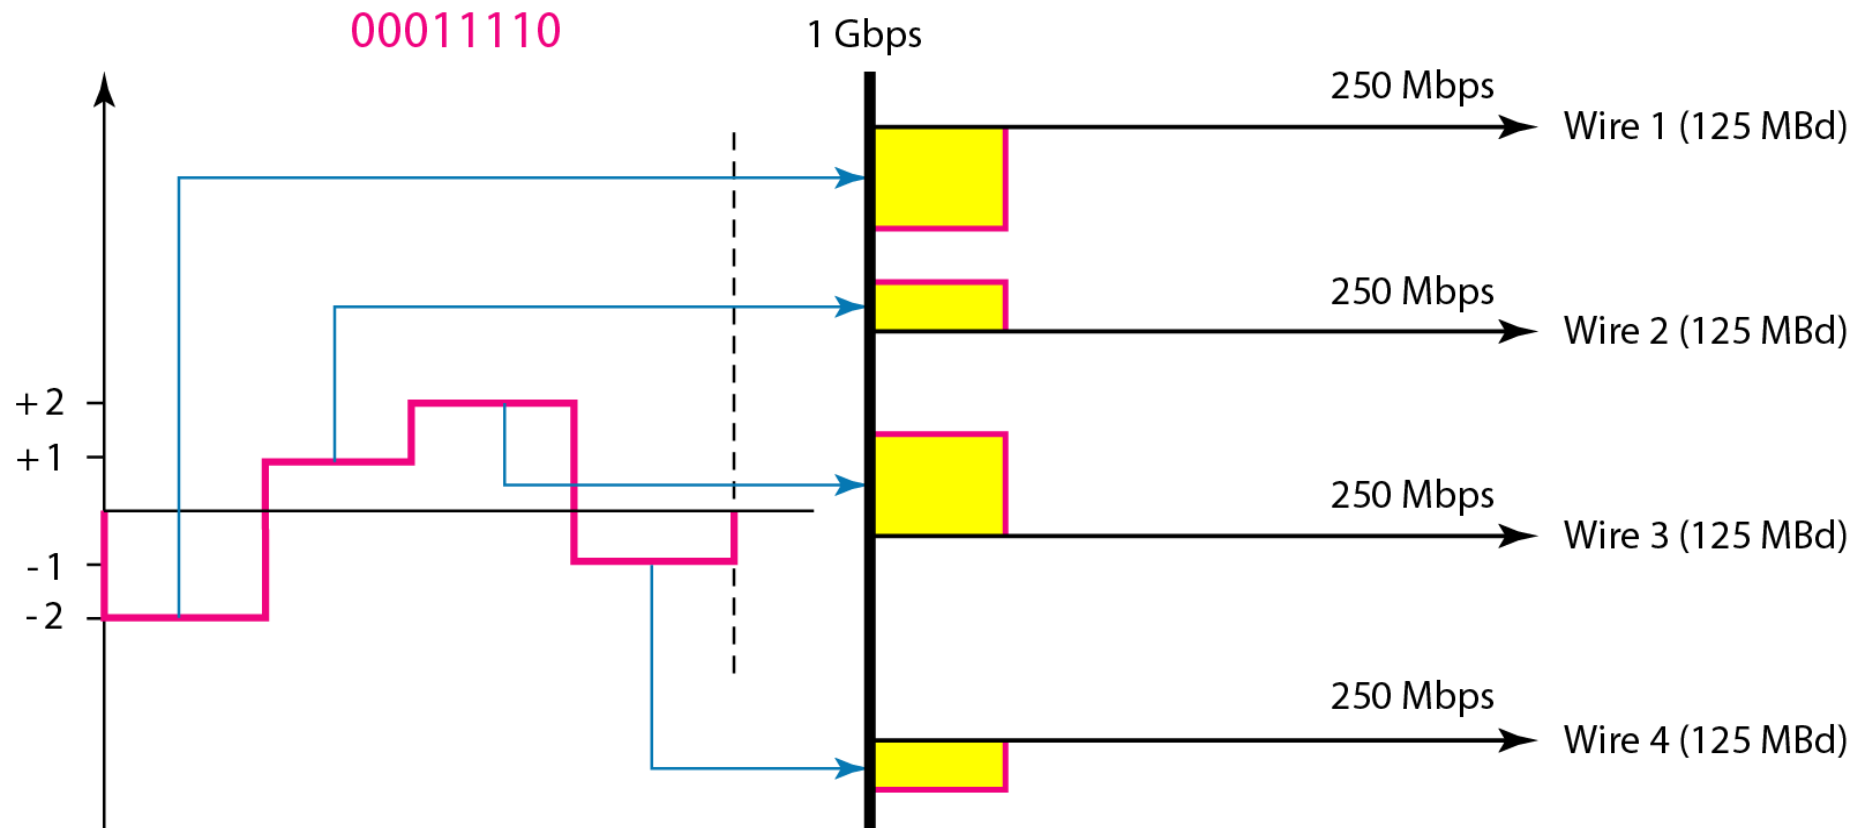 00011110
1 Gbps
250 Mbps
Wire 1 (125 MBd)
250 Mbps
Wire 2 (125 MBd)
+2
+1
-1
-2
250 Mbps
Wire 3 (125 MBd)
250 Mbps
Wire 4 (125 MBd)